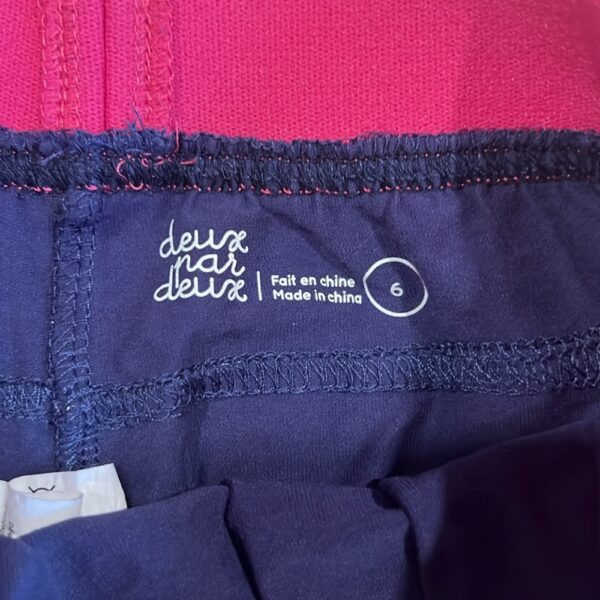 deux
par
deux
Fait en chine
Made in china
6